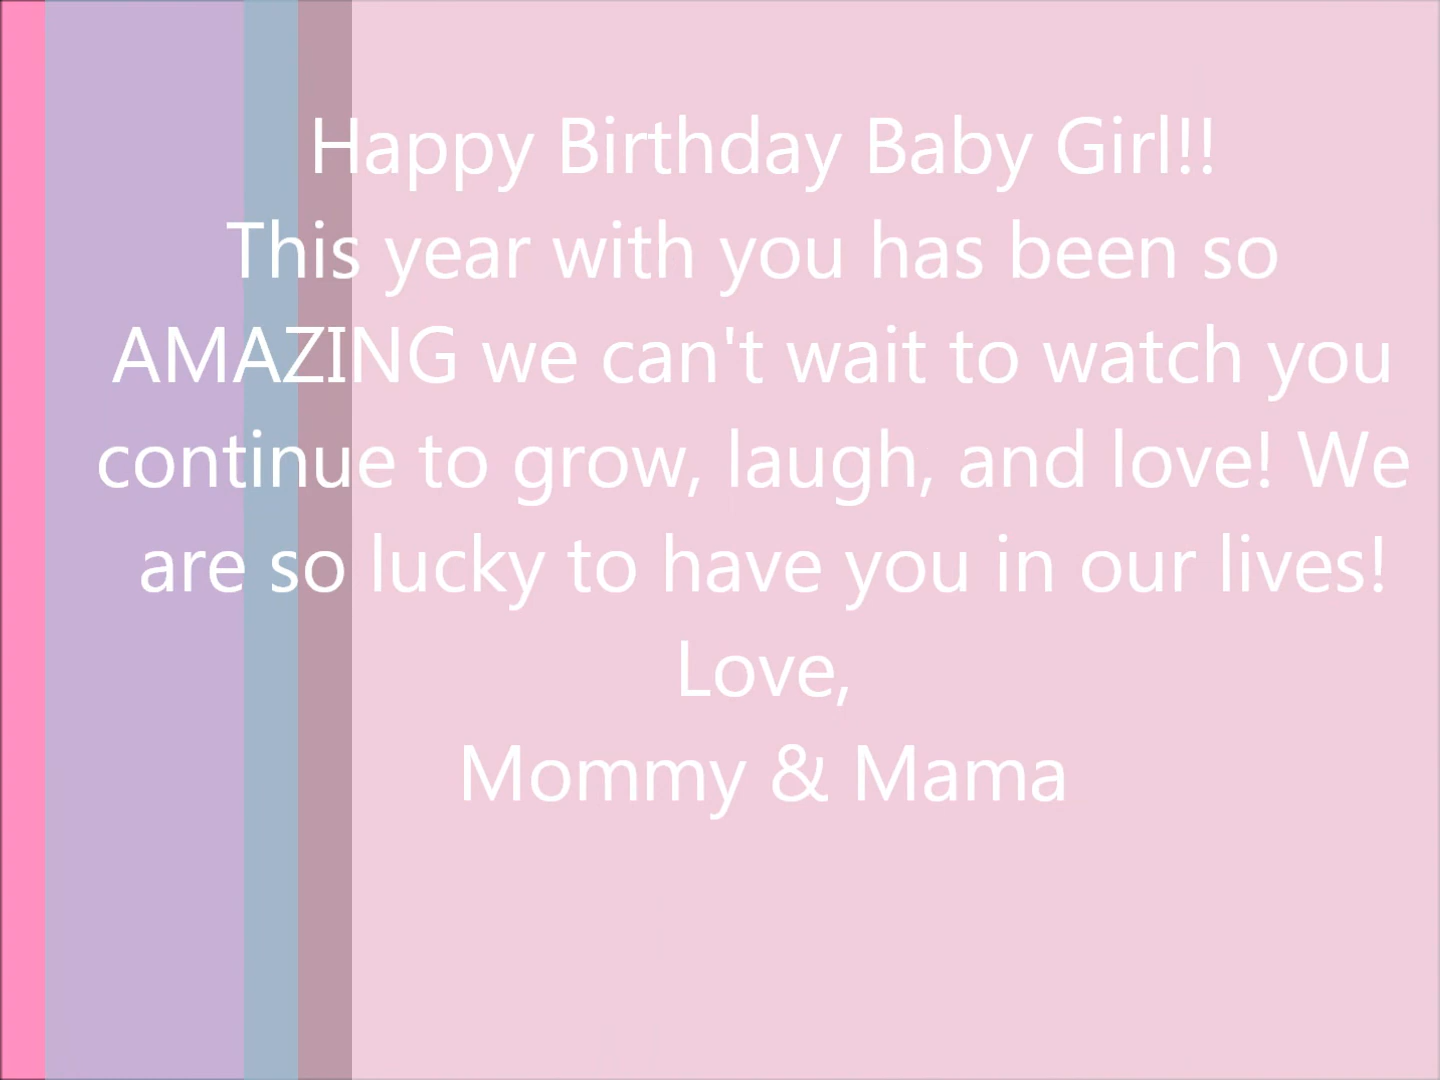 Happy Birthday Baby Girl!!
This year with you has been so
AMAZING we can't wait to watch you
continue to grow, laugh, and love! We
are so lucky to have you in our lives!
Love,
Mommy & Mama